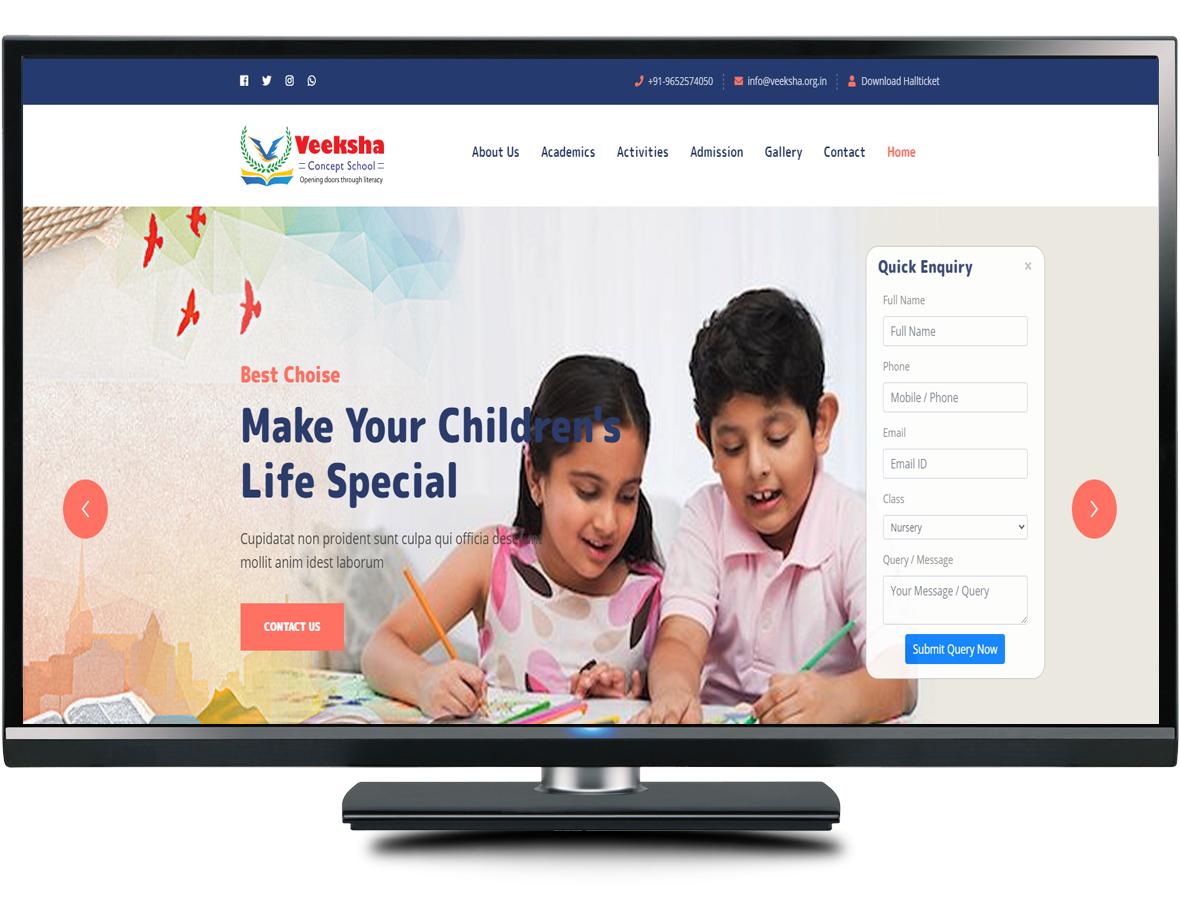 +91-9652574050
info@veeksha.org.in
Download Hallticket
Veeksha
Concept School
Opening doors through literacy
About Us
Academics
Activities
Admission
Gallery
Contact
Home
Best Choise
Make Your Children's
Life Special
Cupidatat non proident sunt culpa qui officia deserunt
mollit anim idest laborum
CONTACT US
Quick Enquiry
x
Full Name
Full Name
Phone
Mobile / Phone
Email
Email ID
Class
Nursery
Query / Message
Your Message / Query
Submit Query Now